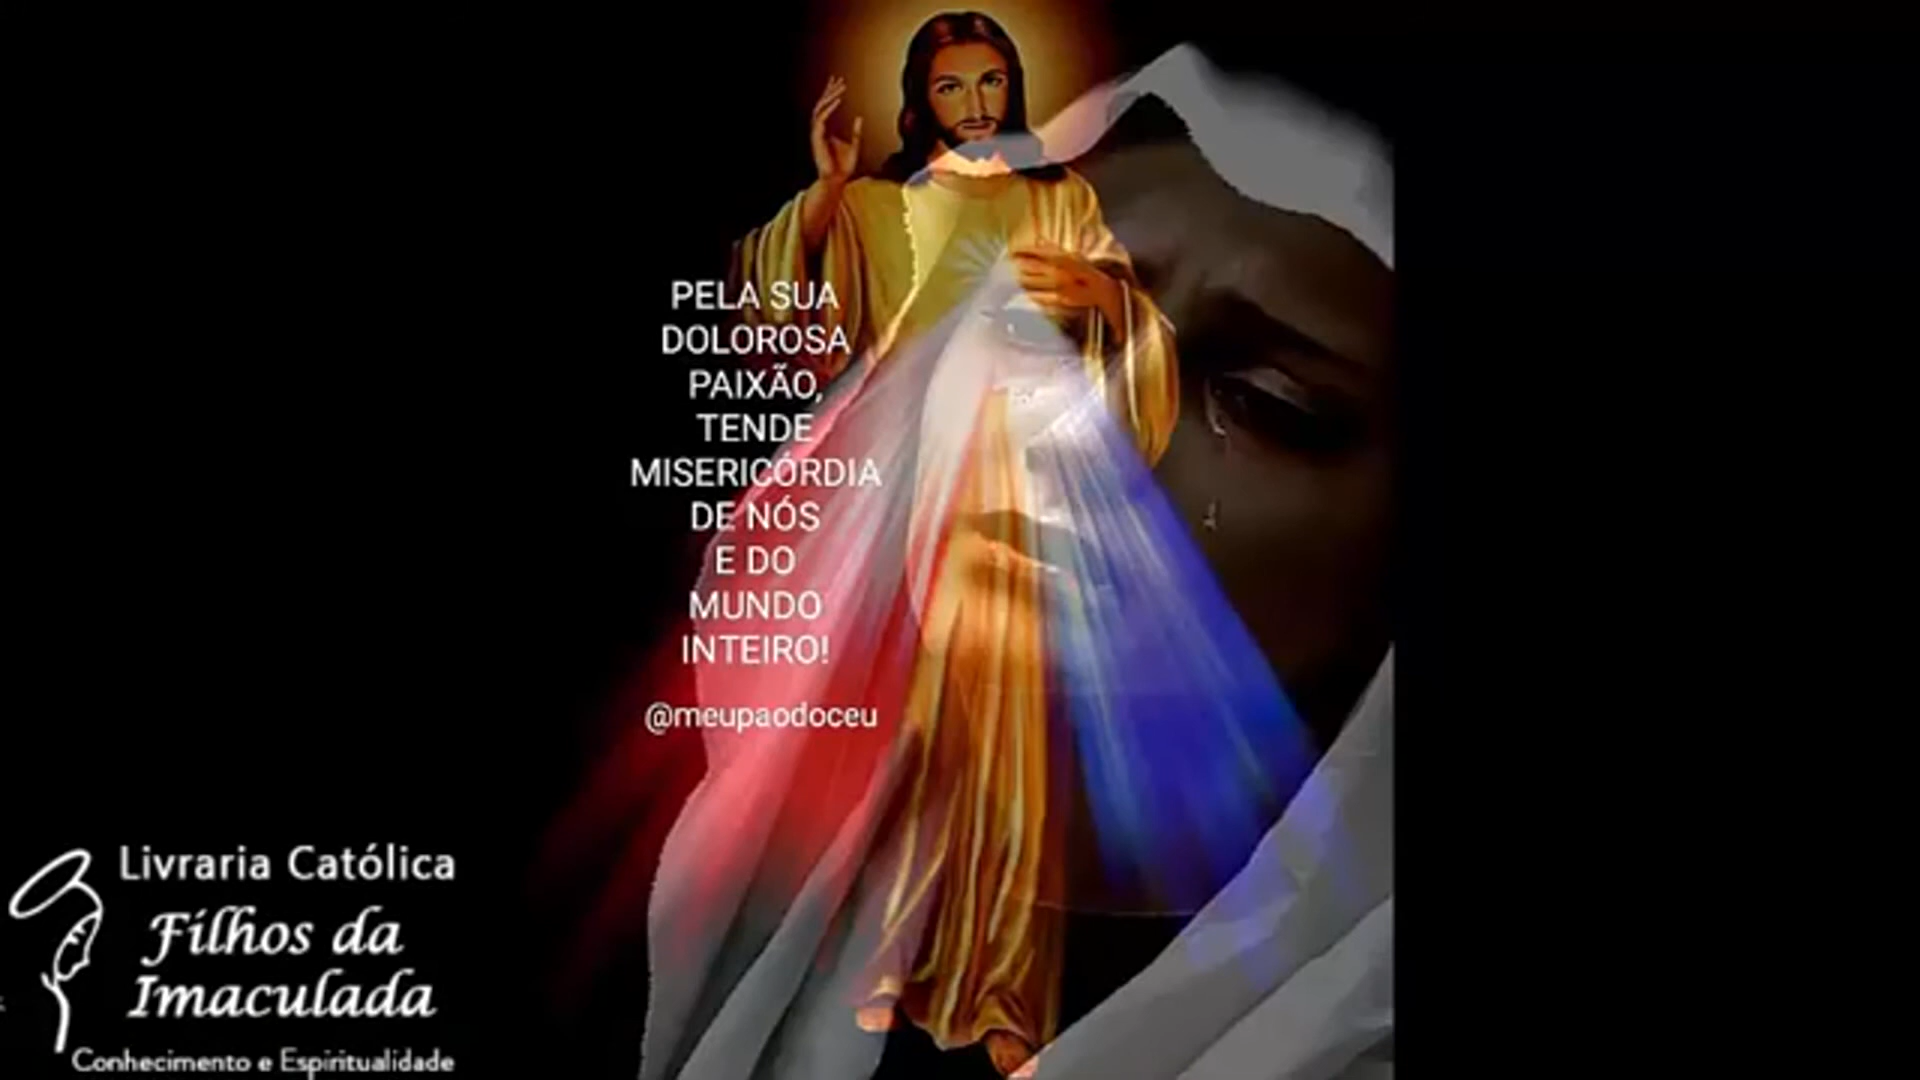 PELA SUA
DOLOROSA
PAIXÃO,
TENDE
MISERICÓRDIA
DE NÓS
E DO
MUNDO
INTEIRO!
@meupaodoceu
Livraria Católica
Filhos da
Imaculada
Conhecimento e Espiritualidade